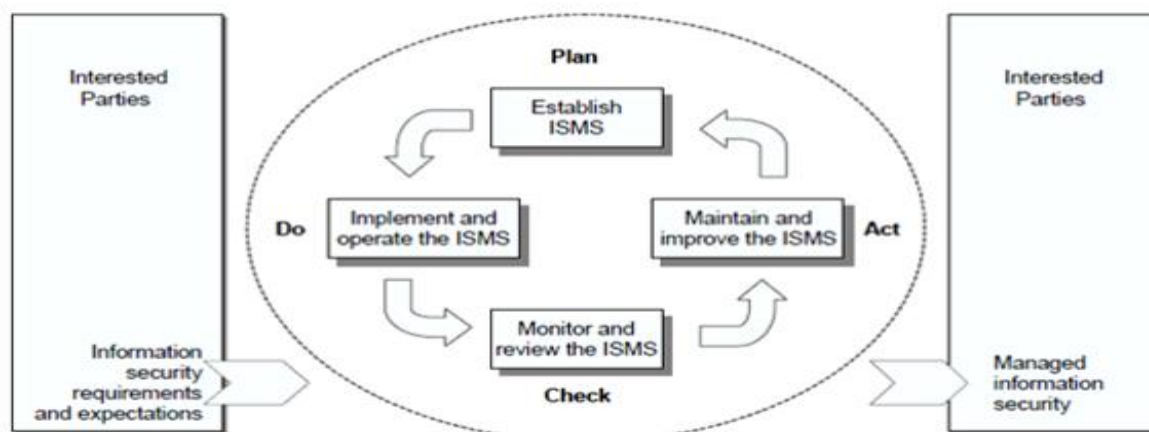 Interested
Parties
Information
security
requirements
and expectations
Plan
Establish
ISMS
Do
Implement and
operate the ISMS
Maintain and
improve the ISMS
Act
Monitor and
review the ISMS
Check
Interested
Parties
Managed
information
security